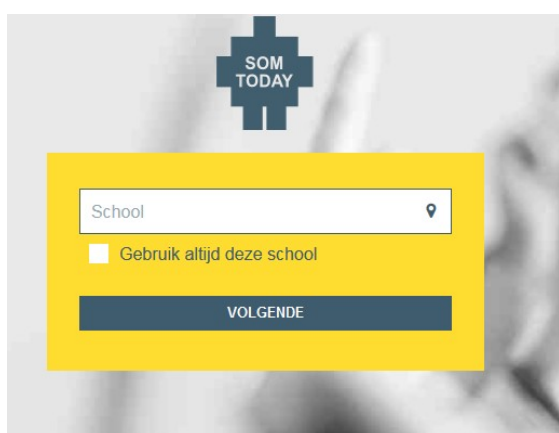 SOM
TODAY
School
Gebruik altijd deze school
VOLGENDE